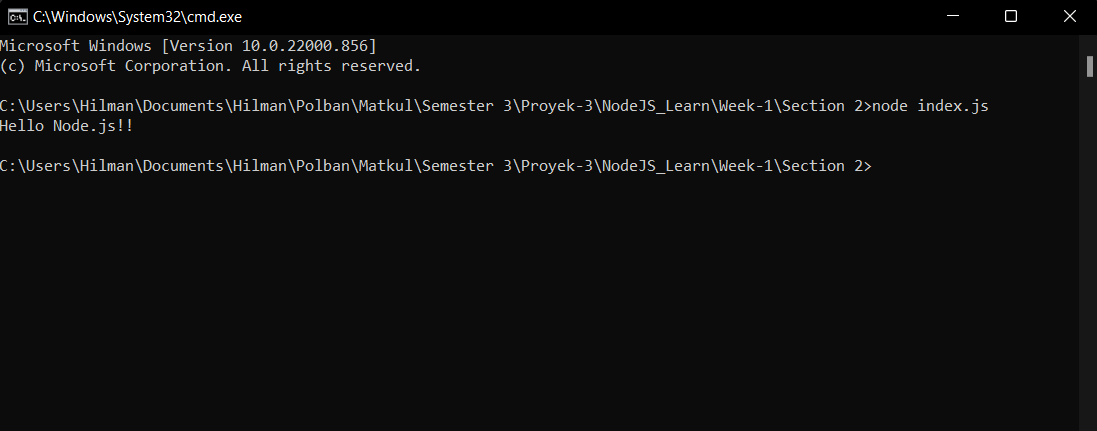 C:\Windows\System32\cmd.exe
Microsoft Windows [Version 10.0.22000.856]
(c) Microsoft Corporation. All rights reserved.
C:\Users\Hilman\Documents\Hilman\Polban\Matkul\Semester 3\Proyek-3\NodeJS_Learn\Week-1\Section 2>node index.js
Hello Node.js!!
C:\Users\Hilman\Documents\Hilman\Polban\Matkul\Semester 3\Proyek-3\NodeJS_Learn\Week-1\Section 2>